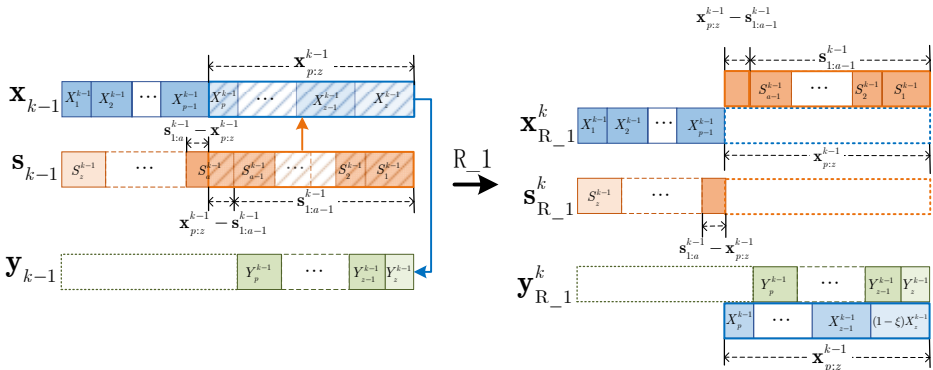 x_{p:z}^{k-1}
x_{k-1} X_1^{k-1} X_2^{k-1} ... X_{p-1}^{k-1} X_p^{k-1} ... X_{z-1}^{k-1} X_z^{k-1}
s_{1:a}^{k-1} - x_{p:z}^{k-1}
s_{k-1} S_z^{k-1} ... S_a^{k-1} S_{a-1}^{k-1} ... S_2^{k-1} S_1^{k-1}
s_{1:a-1}^{k-1}
x_{p:z}^{k-1} - s_{1:a-1}^{k-1}
y_{k-1} Y_p^{k-1} ... Y_{z-1}^{k-1} Y_z^{k-1}
R_1
x_{p:z}^{k-1} - s_{1:a-1}^{k-1}
s_{1:a-1}^{k-1}
S_{a-1}^{k-1} ... S_2^{k-1} S_1^{k-1}
x_{R_1}^{k} X_1^{k-1} X_2^{k-1} ... X_{p-1}^{k-1}
x_{p:z}^{k-1}
s_{R_1}^{k} S_z^{k-1} ...
s_{1:a}^{k-1} - x_{p:z}^{k-1}
y_{R_1}^{k} Y_p^{k-1} ... Y_{z-1}^{k-1} Y_z^{k-1}
X_p^{k-1} ... X_{z-1}^{k-1} (1-ξ)X_z^{k-1}
x_{p:z}^{k-1}